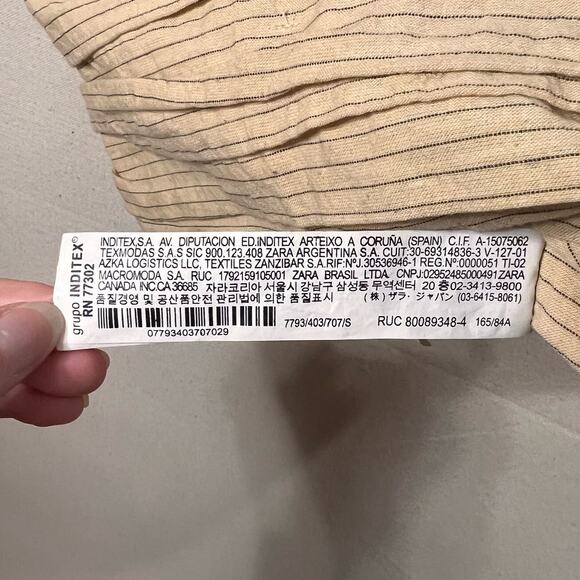 grupo INDITEX®
RN 77302
INDITEX,S.A. AV. DIPUTACION ED.INDITEX ARTEIXO A CORUÑA (SPAIN) C.I.F. A-15075062
TEXMODAS S.A.S SIC 900.123.408 ZARA ARGENTINA S.A. CUIT:30-69314836-3 V-127-01
AZKA LOGISTICS LLC, TEXTILES ZANZIBAR S.A RIF:NºJ.30536946-1 REG.Nº:0000051 TI-02
MACROMODA S.A. RUC 1792159105001 ZARA BRASIL LTDA. CNPJ:02952485000491ZARA
CANADA INC.CA.36685 자라코리아 서울시 강남구 삼성동 무역센터 20 층 02-3413-9800
품질경영 및 공산품안전 관리법에 의한 품질표시 (株) ザラ・ジャパン (03-6415-8061)
7793/403/707/S RUC 80089348-4 165/84A
07793403707029